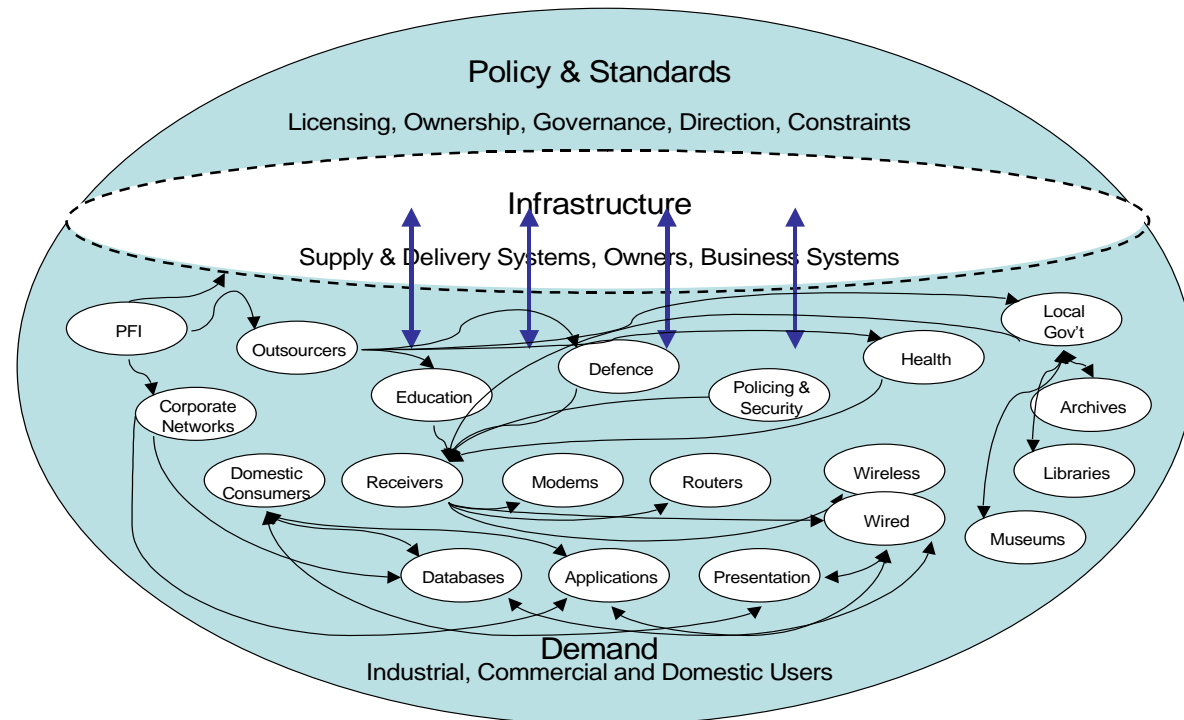 Policy & Standards
Licensing, Ownership, Governance, Direction, Constraints
Infrastructure
Supply & Delivery Systems, Owners, Business Systems
PFI
Outsourcers
Local
Gov't
Education
Defence
Health
Policing &
Security
Corporate
Networks
Archives
Domestic
Consumers
Receivers
Modems
Routers
Wireless
Libraries
Wired
Museums
Databases
Applications
Presentation
Demand
Industrial, Commercial and Domestic Users